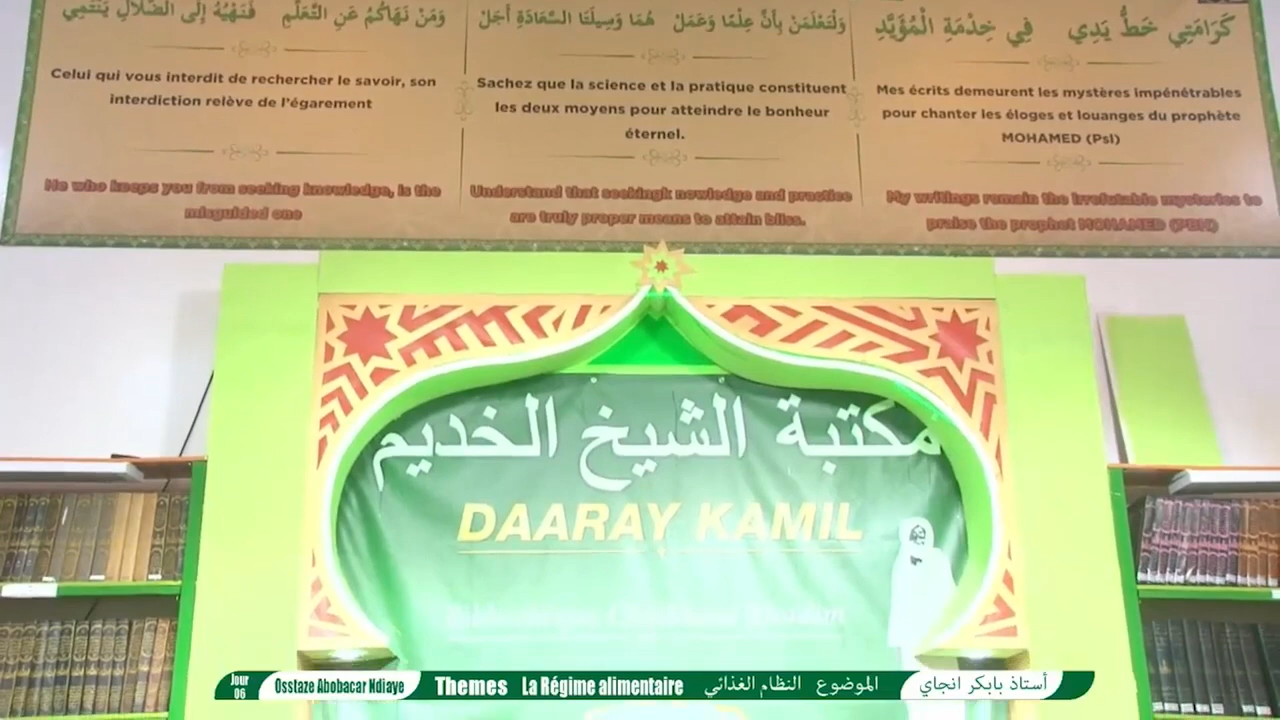 كَرَامَتِي خَطُّ يَدِي فِي خِدْمَةِ الْمُؤَيَّدِ
Mes écrits demeurent les mystères impénétrables
pour chanter les éloges et louanges du prophète
MOHAMED (Psl)
My writings remain the irrefutable mysteries to
praise the prophet MOHAMED (PBH)
وَلْتَعْلَمَنْ بِأَنَّ عِلْمًا وَعَمَلْ هُمَا وَسِيلَتَا السَّعَادَةِ أَجَلْ
Sachez que la science et la pratique constituent
les deux moyens pour atteindre le bonheur
éternel.
Understand that seekingk nowledge and practice
are truly proper means to attain bliss.
وَمَنْ نَهَاكُمُ عَنِ التَّعَلُّمِ فَنَهْيُهُ إِلَى الضَّلَالِ يَنْتَمِي
Celui qui vous interdit de rechercher le savoir, son
interdiction relève de l'égarement
He who keeps you from seeking knowledge, is the
misguided one
مكتبة الشيخ الخديم
DAARAY KAMIL
Jour
06
Osstaze Abobacar Ndiaye
Themes La Régime alimentaire
الموضوع النظام الغذائي
أستاذ بابكر انجاي